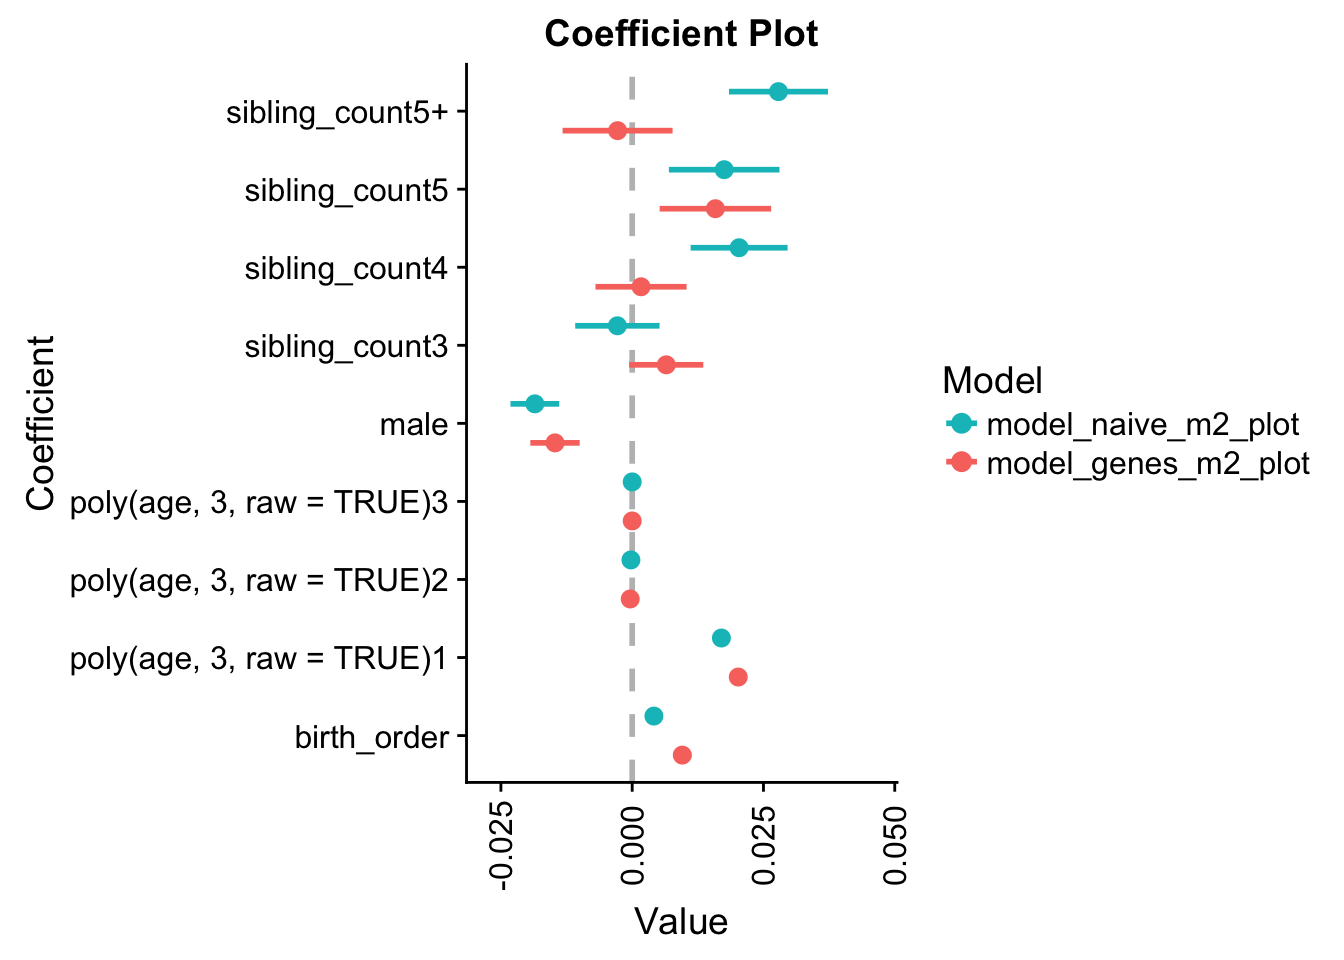 Coefficient Plot
Coefficient
sibling_count5+
sibling_count5
sibling_count4
sibling_count3
male
poly(age, 3, raw = TRUE)3
poly(age, 3, raw = TRUE)2
poly(age, 3, raw = TRUE)1
birth_order
-0.025
0.000
0.025
0.050
Value
Model
model_naive_m2_plot
model_genes_m2_plot